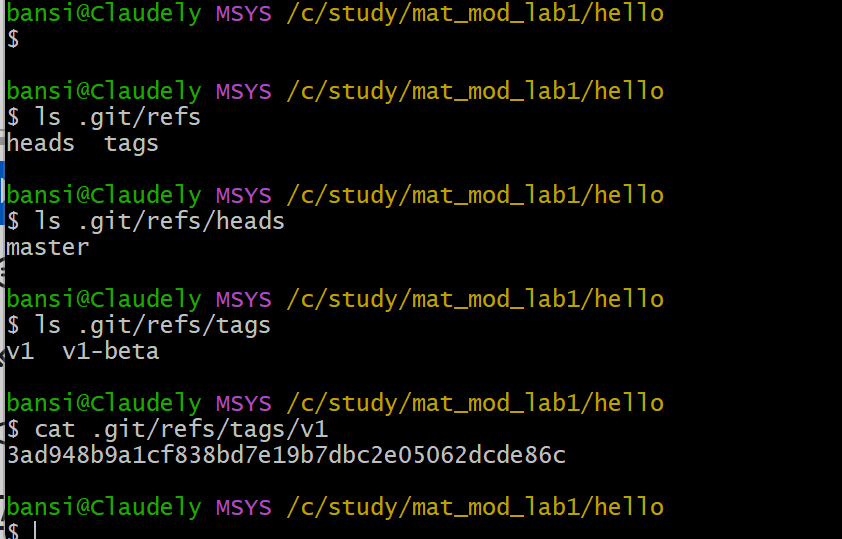 bansi@Claudely MSYS /c/study/mat_mod_lab1/hello
$
bansi@Claudely MSYS /c/study/mat_mod_lab1/hello
$ ls .git/refs
heads  tags
bansi@Claudely MSYS /c/study/mat_mod_lab1/hello
$ ls .git/refs/heads
master
bansi@Claudely MSYS /c/study/mat_mod_lab1/hello
$ ls .git/refs/tags
v1  v1-beta
bansi@Claudely MSYS /c/study/mat_mod_lab1/hello
$ cat .git/refs/tags/v1
3ad948b9a1cf838bd7e19b7dbc2e05062dcde86c
bansi@Claudely MSYS /c/study/mat_mod_lab1/hello
$